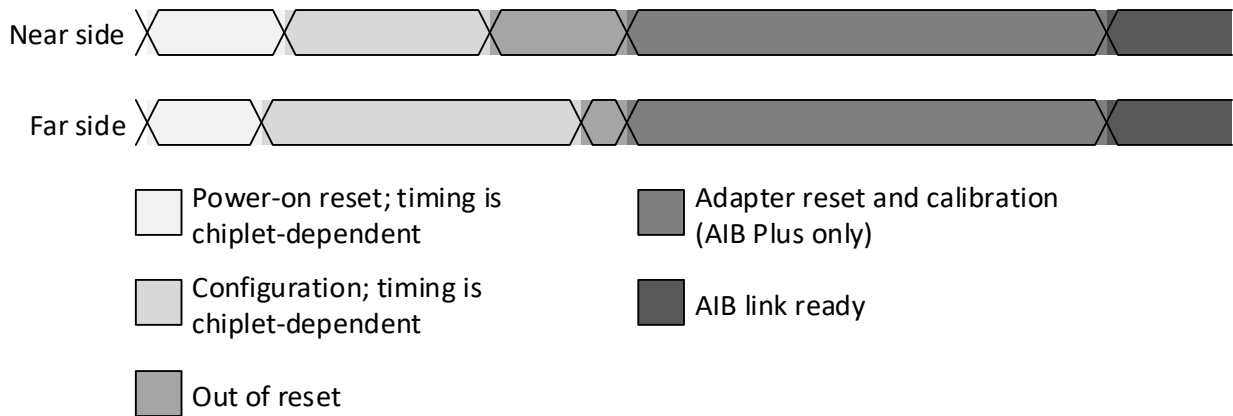 Near side
Far side
Power-on reset; timing is
chiplet-dependent
Configuration; timing is
chiplet-dependent
Out of reset
Adapter reset and calibration
(AIB Plus only)
AIB link ready